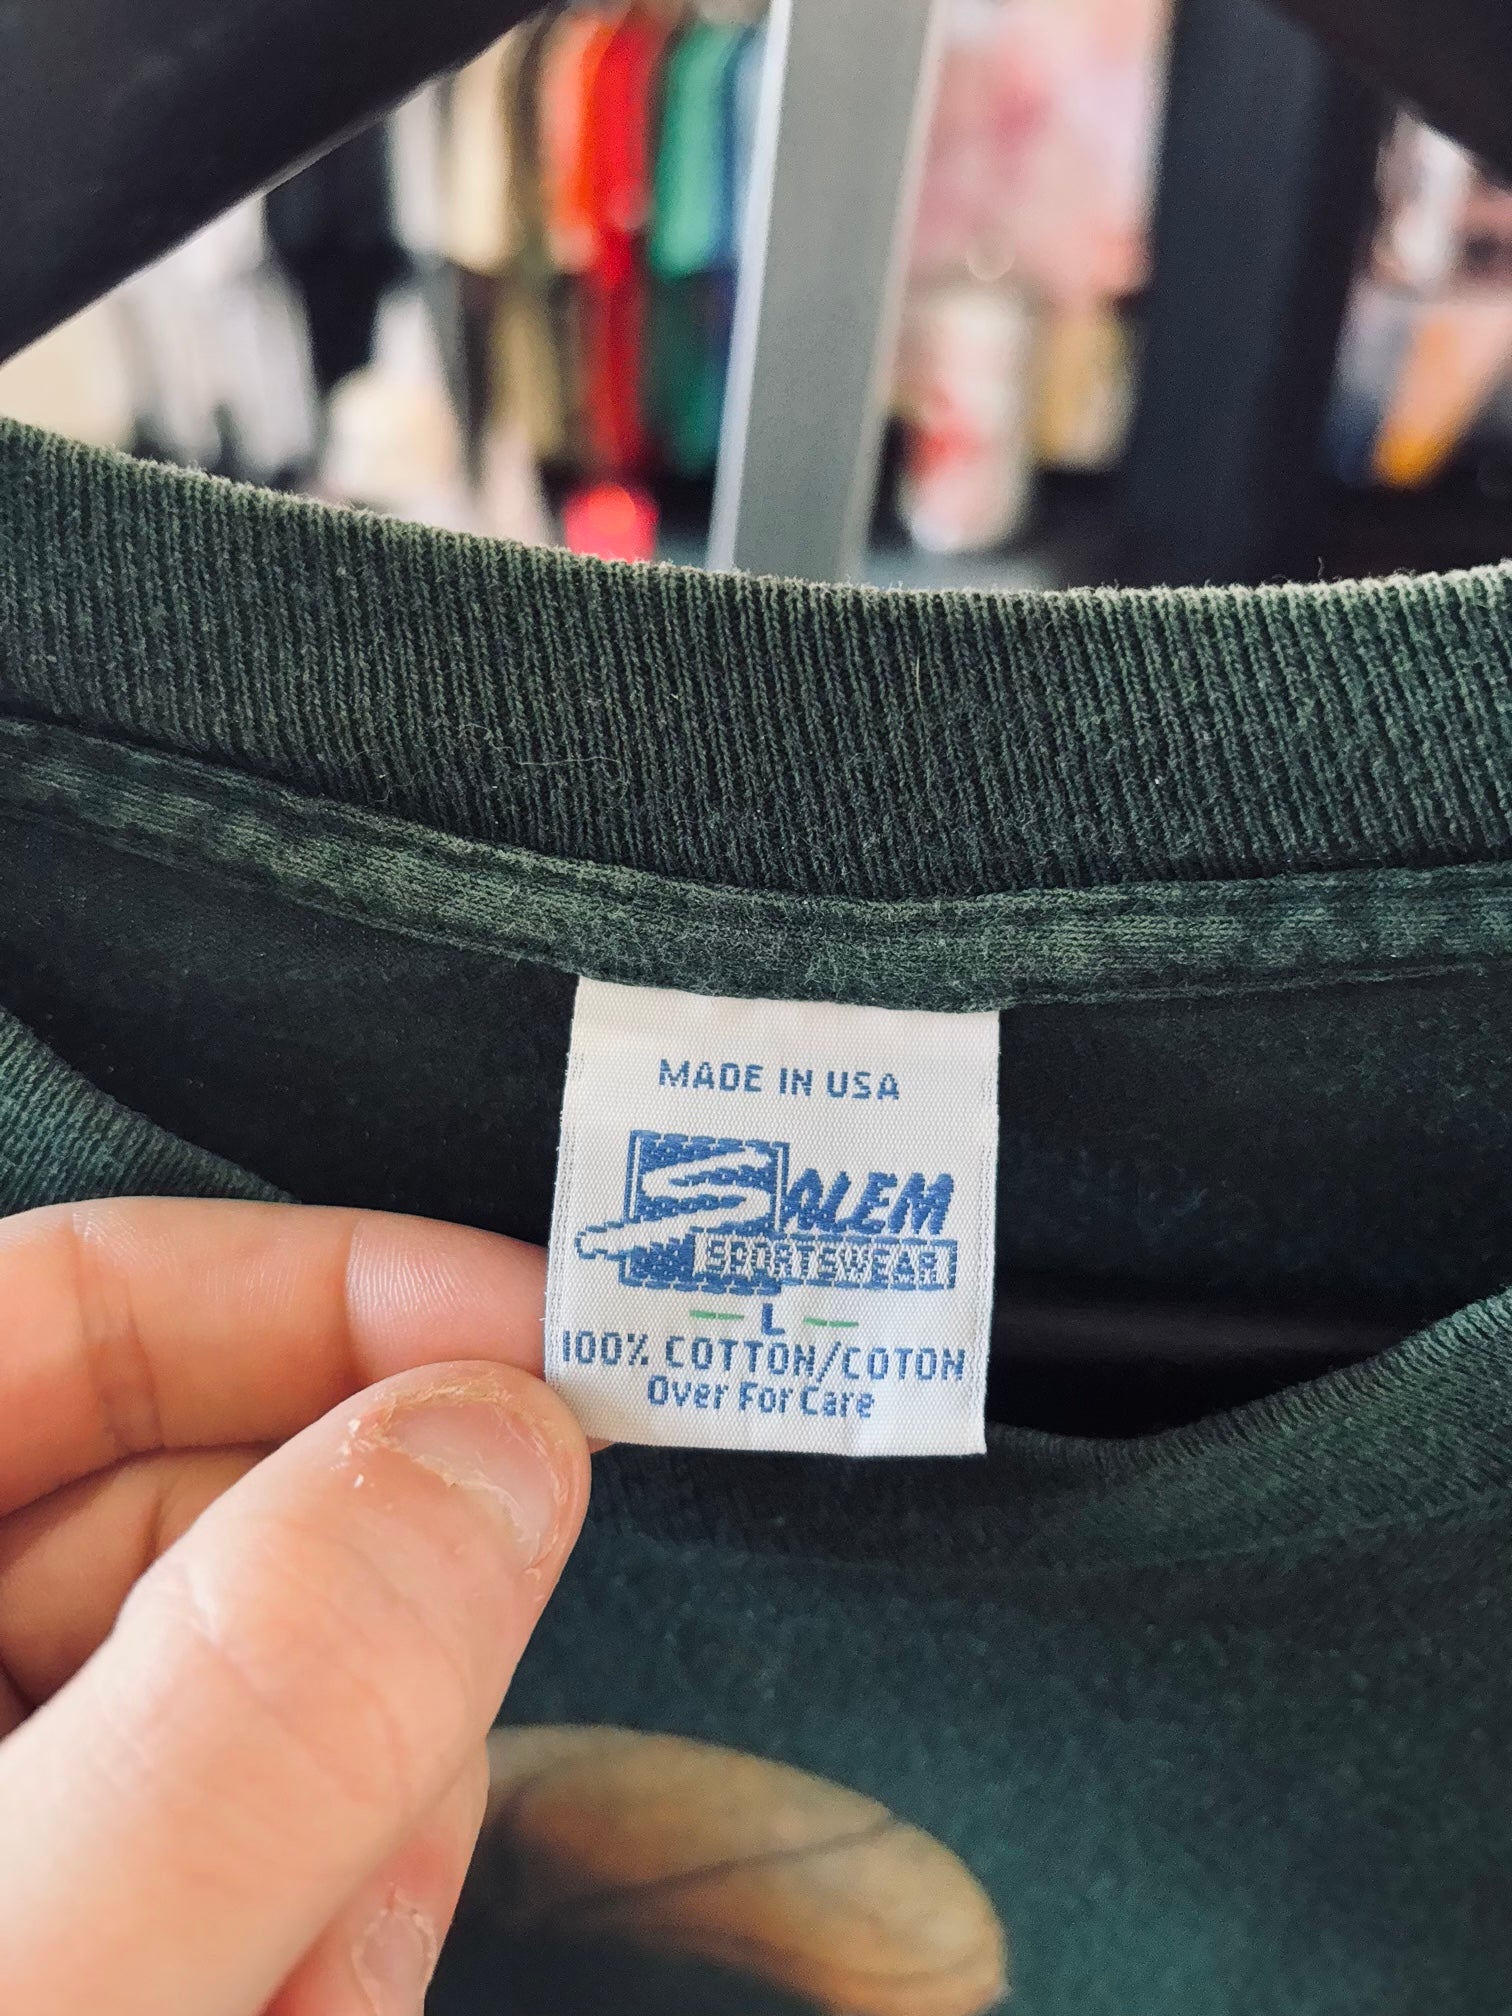 MADE IN USA
SALEM
SPORTSWEAR
L
100% COTTON/COTON
Over For Care